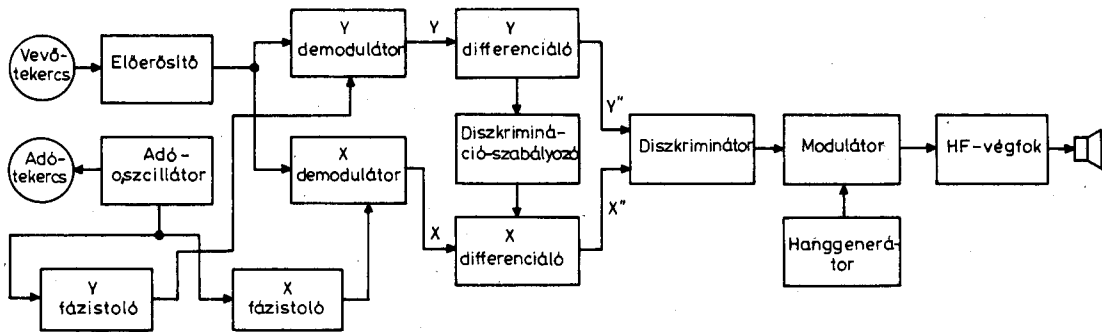 Vevő-
tekercs
Előerősítő
Y
demodulátor
Y
Y
differenciáló
Y"
Adó-
tekercs
Adó-
oszcillátor
X
demodulátor
X
Diszkriminá-
ció-szabályozó
X
differenciáló
X"
Diszkriminátor
Modulátor
HF-végfok
Hanggenerá-
tor
Y
fázistoló
X
fázistoló